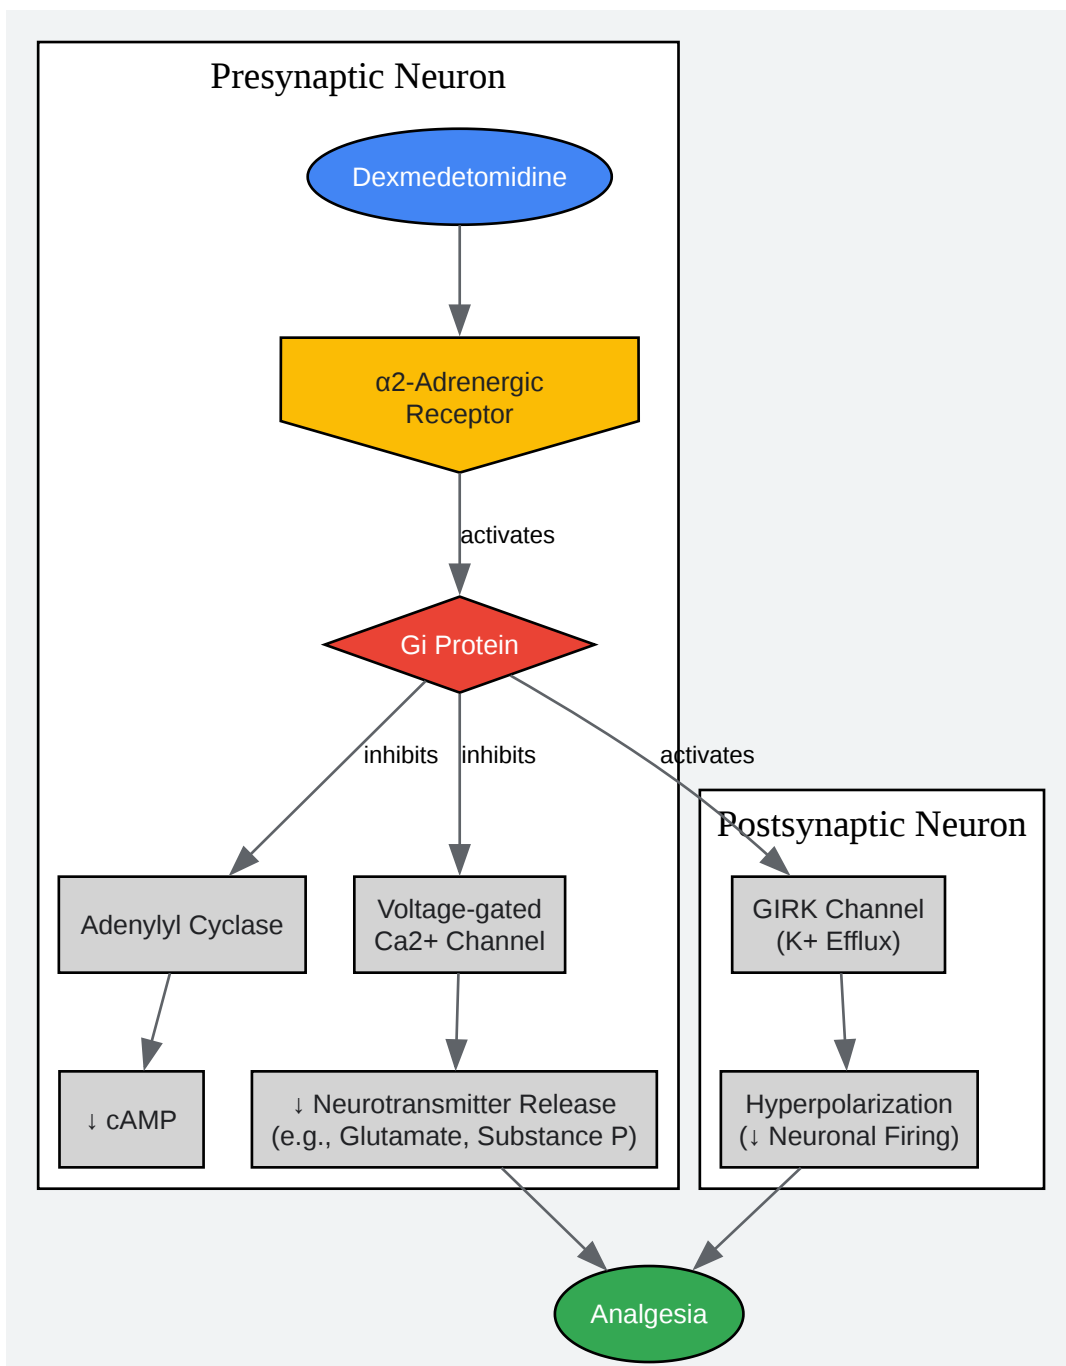 Presynaptic Neuron
Dexmedetomidine
α2-Adrenergic
Receptor
activates
Gi Protein
inhibits
inhibits
activates
Postsynaptic Neuron
Adenylyl Cyclase
Voltage-gated
Ca2+ Channel
GIRK Channel
(K+ Efflux)
↓ cAMP
↓ Neurotransmitter Release
(e.g., Glutamate, Substance P)
Hyperpolarization
(↓ Neuronal Firing)
Analgesia